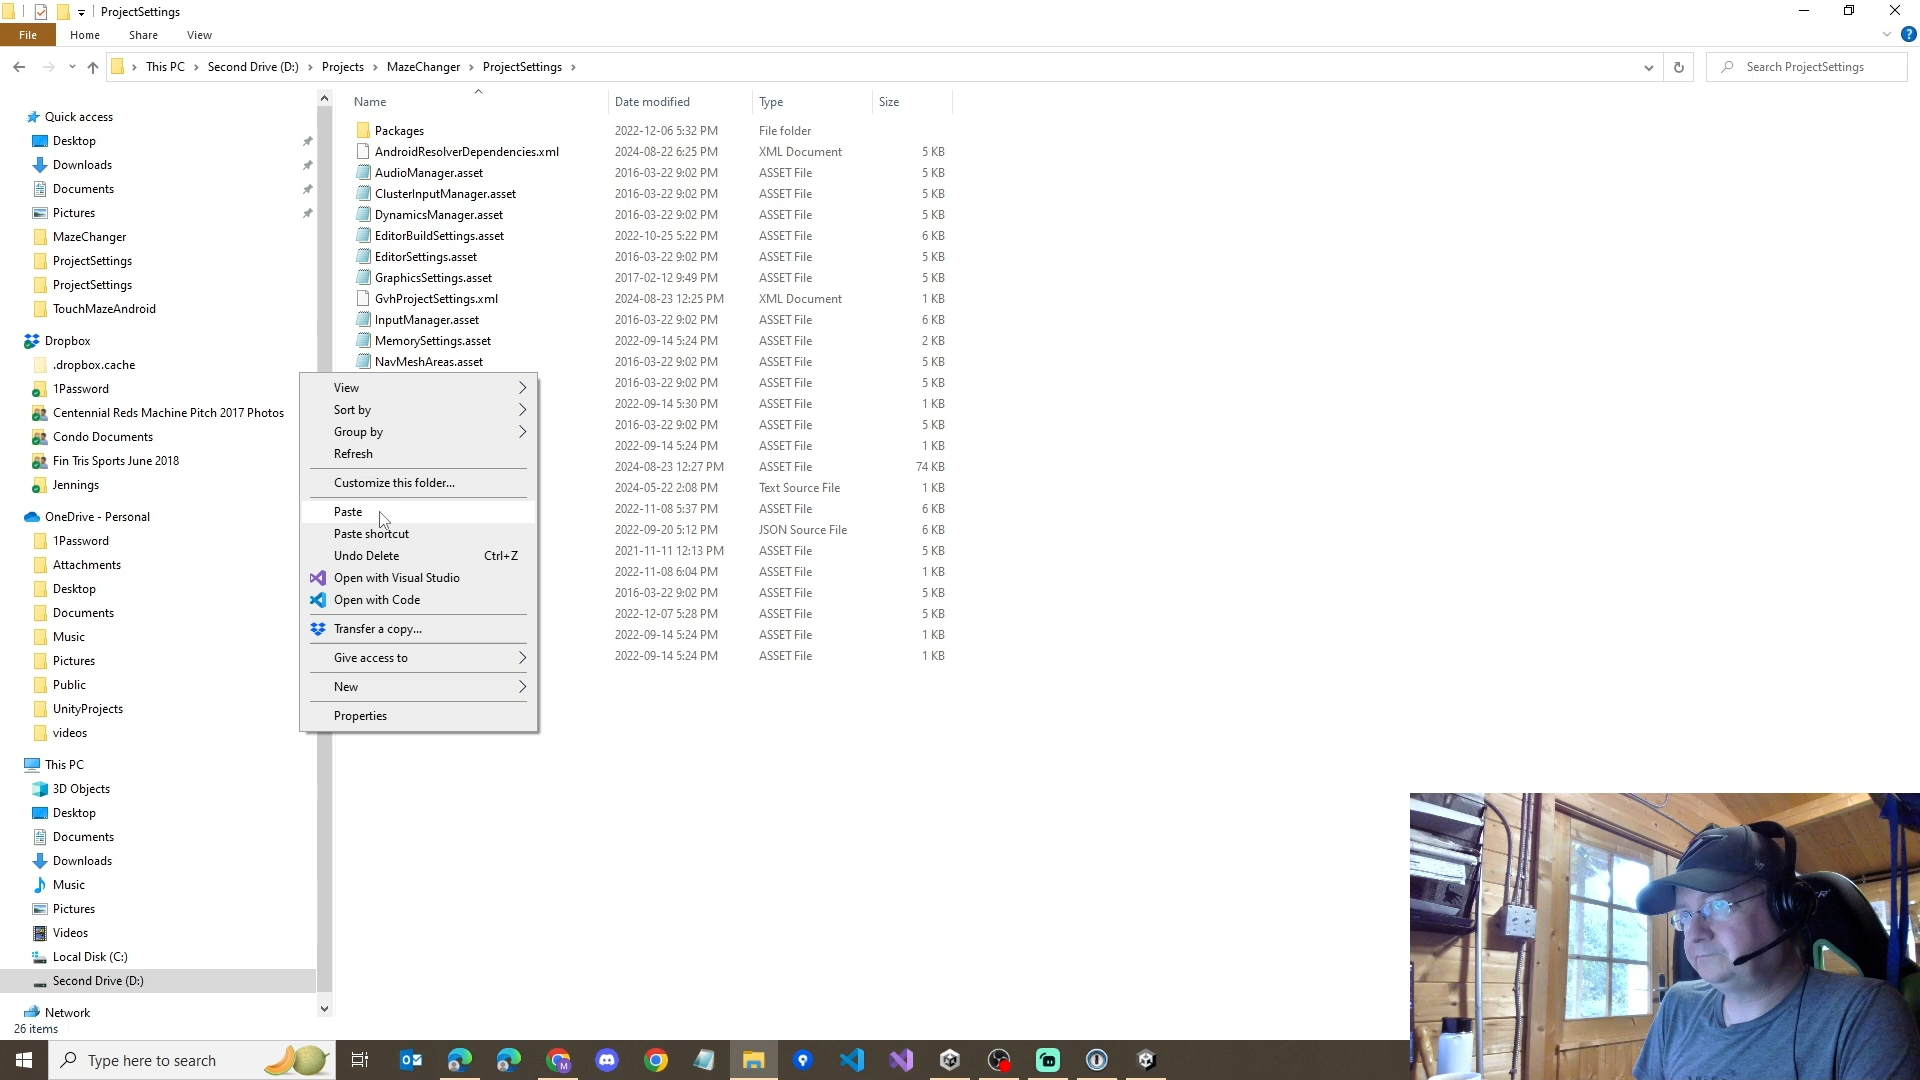 ProjectSettings
File Home Share View
This PC Second Drive (D:) Projects MazeChanger ProjectSettings
Search ProjectSettings
Name Date modified Type Size
Quick access
Desktop
Downloads
Documents
Pictures
MazeChanger
ProjectSettings
ProjectSettings
TouchMazeAndroid
Dropbox
.dropbox.cache
1Password
Centennial Reds Machine Pitch 2017 Photos
Condo Documents
Fin Tris Sports June 2018
Jennings
OneDrive - Personal
1Password
Attachments
Desktop
Documents
Music
Pictures
Public
UnityProjects
videos
This PC
3D Objects
Desktop
Documents
Downloads
Music
Pictures
Videos
Local Disk (C:)
Second Drive (D:)
Network
26 items
Packages 2022-12-06 5:32 PM File folder
AndroidResolverDependencies.xml 2024-08-22 6:25 PM XML Document 5 KB
AudioManager.asset 2016-03-22 9:02 PM ASSET File 5 KB
ClusterInputManager.asset 2016-03-22 9:02 PM ASSET File 5 KB
DynamicsManager.asset 2016-03-22 9:02 PM ASSET File 5 KB
EditorBuildSettings.asset 2022-10-25 5:22 PM ASSET File 6 KB
EditorSettings.asset 2016-03-22 9:02 PM ASSET File 5 KB
GraphicsSettings.asset 2017-02-12 9:49 PM ASSET File 5 KB
GvhProjectSettings.xml 2024-08-23 12:25 PM XML Document 1 KB
InputManager.asset 2016-03-22 9:02 PM ASSET File 6 KB
MemorySettings.asset 2022-09-14 5:24 PM ASSET File 2 KB
NavMeshAreas.asset 2016-03-22 9:02 PM ASSET File 5 KB
2016-03-22 9:02 PM ASSET File 5 KB
2022-09-14 5:30 PM ASSET File 1 KB
2016-03-22 9:02 PM ASSET File 5 KB
2022-09-14 5:24 PM ASSET File 1 KB
2024-08-23 12:27 PM ASSET File 74 KB
2024-05-22 2:08 PM Text Source File 1 KB
2022-11-08 5:37 PM ASSET File 6 KB
2022-09-20 5:12 PM JSON Source File 6 KB
2021-11-11 12:13 PM ASSET File 5 KB
2022-11-08 6:04 PM ASSET File 1 KB
2016-03-22 9:02 PM ASSET File 5 KB
2022-12-07 5:28 PM ASSET File 5 KB
2022-09-14 5:24 PM ASSET File 1 KB
2022-09-14 5:24 PM ASSET File 1 KB
View
Sort by
Group by
Refresh
Customize this folder...
Paste
Paste shortcut
Undo Delete Ctrl+Z
Open with Visual Studio
Open with Code
Transfer a copy...
Give access to
New
Properties
Type here to search